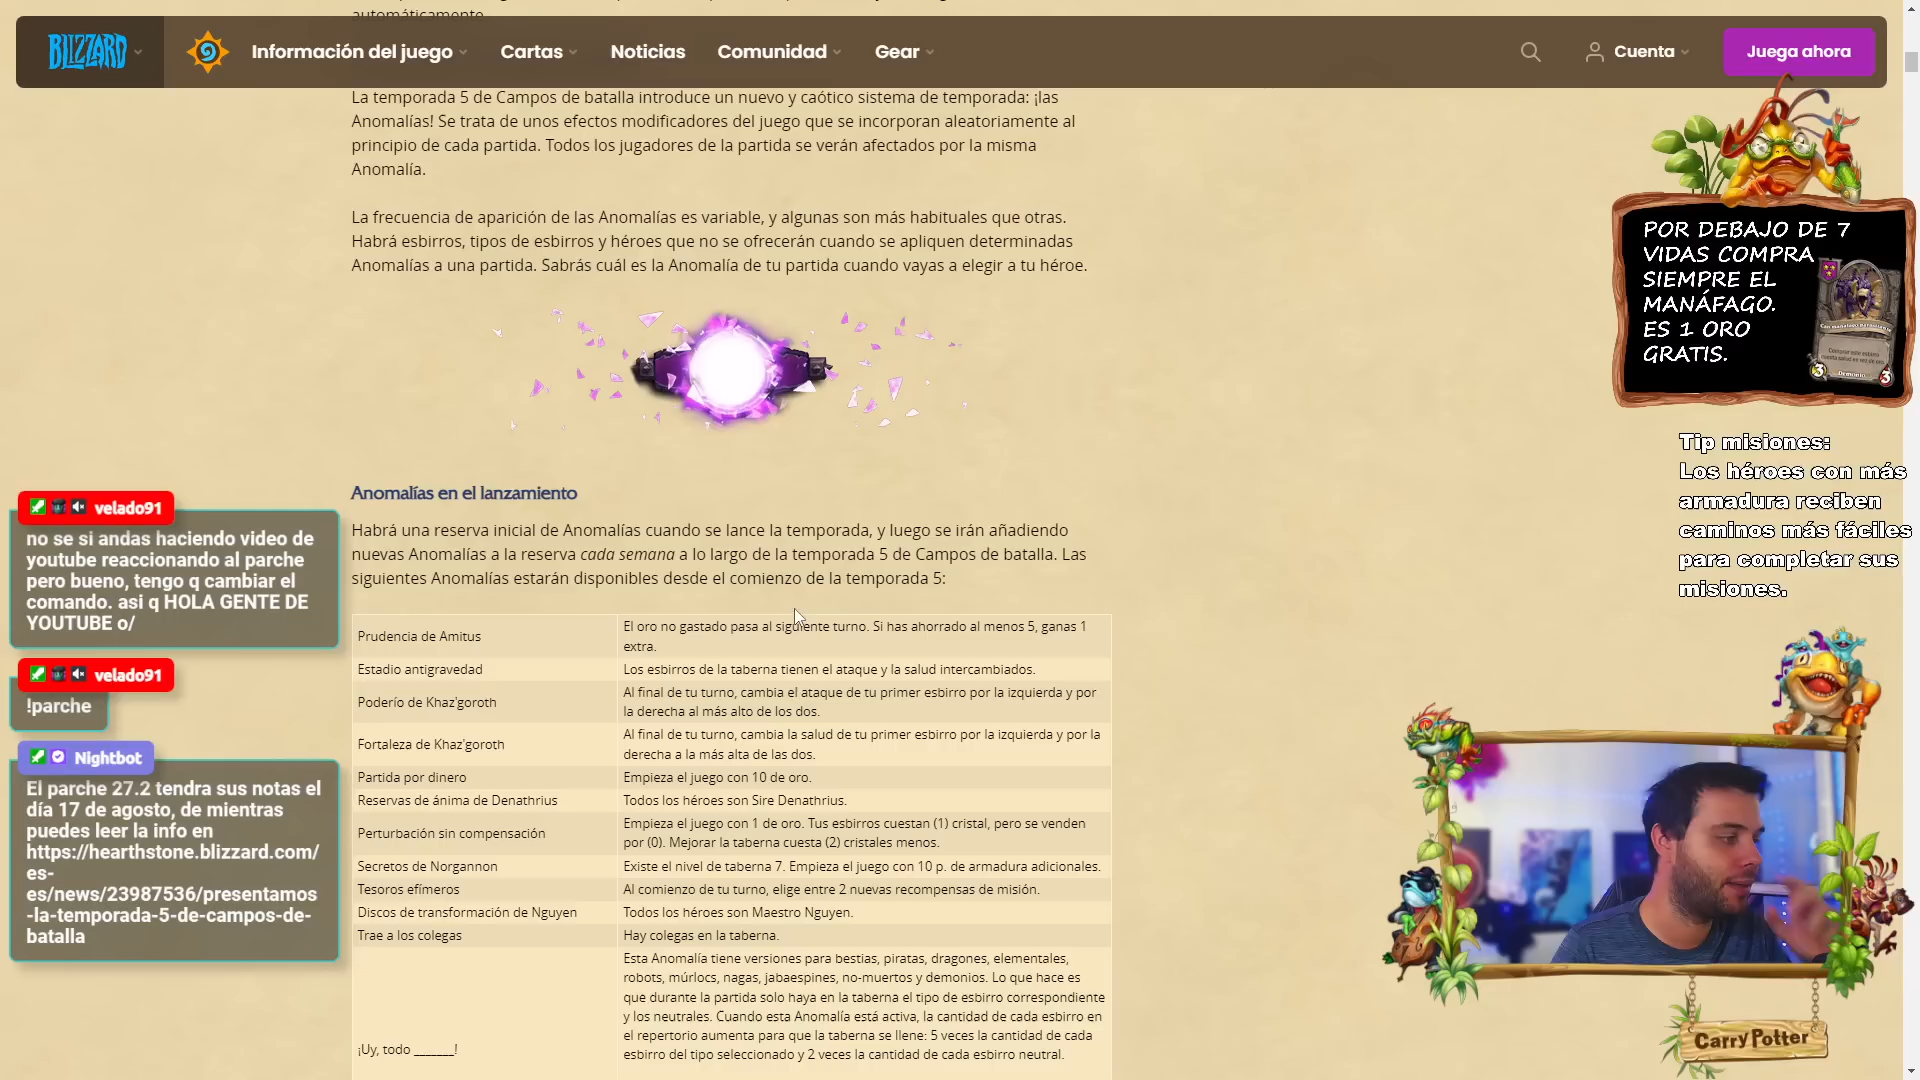 automáticamente.
BLIZZARD
Información del juego
Cartas
Noticias
Comunidad
Gear
Cuenta
Juega ahora
La temporada 5 de Campos de batalla introduce un nuevo y caótico sistema de temporada: ¡las
Anomalías! Se trata de unos efectos modificadores del juego que se incorporan aleatoriamente al
principio de cada partida. Todos los jugadores de la partida se verán afectados por la misma
Anomalía.
La frecuencia de aparición de las Anomalías es variable, y algunas son más habituales que otras.
Habrá esbirros, tipos de esbirros y héroes que no se ofrecerán cuando se apliquen determinadas
Anomalías a una partida. Sabrás cuál es la Anomalía de tu partida cuando vayas a elegir a tu héroe.
Anomalías en el lanzamiento
Habrá una reserva inicial de Anomalías cuando se lance la temporada, y luego se irán añadiendo
nuevas Anomalías a la reserva cada semana a lo largo de la temporada 5 de Campos de batalla. Las
siguientes Anomalías estarán disponibles desde el comienzo de la temporada 5:
Prudencia de Amitus
El oro no gastado pasa al siguiente turno. Si has ahorrado al menos 5, ganas 1
extra.
Estadio antigravedad
Los esbirros de la taberna tienen el ataque y la salud intercambiados.
Poderío de Khaz'goroth
Al final de tu turno, cambia el ataque de tu primer esbirro por la izquierda y por
la derecha al más alto de los dos.
Fortaleza de Khaz'goroth
Al final de tu turno, cambia la salud de tu primer esbirro por la izquierda y por la
derecha a la más alta de las dos.
Partida por dinero
Empieza el juego con 10 de oro.
Reservas de ánima de Denathrius
Todos los héroes son Sire Denathrius.
Perturbación sin compensación
Empieza el juego con 1 de oro. Tus esbirros cuestan (1) cristal, pero se venden
por (0). Mejorar la taberna cuesta (2) cristales menos.
Secretos de Norgannon
Existe el nivel de taberna 7. Empieza el juego con 10 p. de armadura adicionales.
Tesoros efímeros
Al comienzo de tu turno, elige entre 2 nuevas recompensas de misión.
Discos de transformación de Nguyen
Todos los héroes son Maestro Nguyen.
Trae a los colegas
Hay colegas en la taberna.
¡Uy, todo _______!
Esta Anomalía tiene versiones para bestias, piratas, dragones, elementales,
robots, múrlocs, nagas, jabaespines, no-muertos y demonios. Lo que hace es
que durante la partida solo haya en la taberna el tipo de esbirro correspondiente
y los neutrales. Cuando esta Anomalía está activa, la cantidad de cada esbirro en
el repertorio aumenta para que la taberna se llene: 5 veces la cantidad de cada
esbirro del tipo seleccionado y 2 veces la cantidad de cada esbirro neutral.
velado91
no se si andas haciendo video de
youtube reaccionando al parche
pero bueno, tengo q cambiar el
comando. asi q HOLA GENTE DE
YOUTUBE o/
velado91
!parche
Nightbot
El parche 27.2 tendra sus notas el
día 17 de agosto, de mientras
puedes leer la info en
https://hearthstone.blizzard.com/
es-
es/news/23987536/presentamos
-la-temporada-5-de-campos-de-
batalla
POR DEBAJO DE 7
VIDAS COMPRA
SIEMPRE EL
MANÁFAGO.
ES 1 ORO
GRATIS.
Demonio
3
3
Tip misiones:
Los héroes con más
armadura reciben
caminos más fáciles
para completar sus
misiones.
CarryPotter